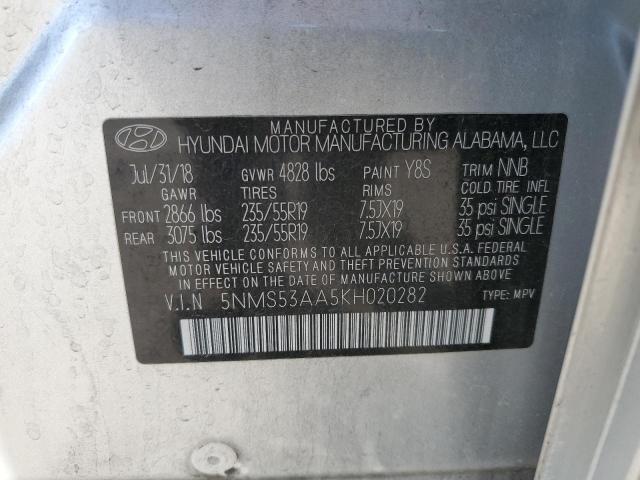 MANUFACTURED BY
HYUNDAI MOTOR MANUFACTURING ALABAMA, LLC
Jul/31/18 GVWR 4828 lbs PAINT Y8S TRIM NNB
GAWR TIRES RIMS COLD TIRE INFL
FRONT 2866 lbs 235/55R19 7.5JX19 35 psi SINGLE
REAR 3075 lbs 235/55R19 7.5JX19 35 psi SINGLE
THIS VEHICLE CONFORMS TO ALL APPLICABLE U.S.A. FEDERAL
MOTOR VEHICLE SAFETY AND THEFT PREVENTION STANDARDS
IN EFFECT ON THE DATE OF MANUFACTURE SHOWN ABOVE.
V.I.N 5NMS53AA5KH020282 TYPE: MPV